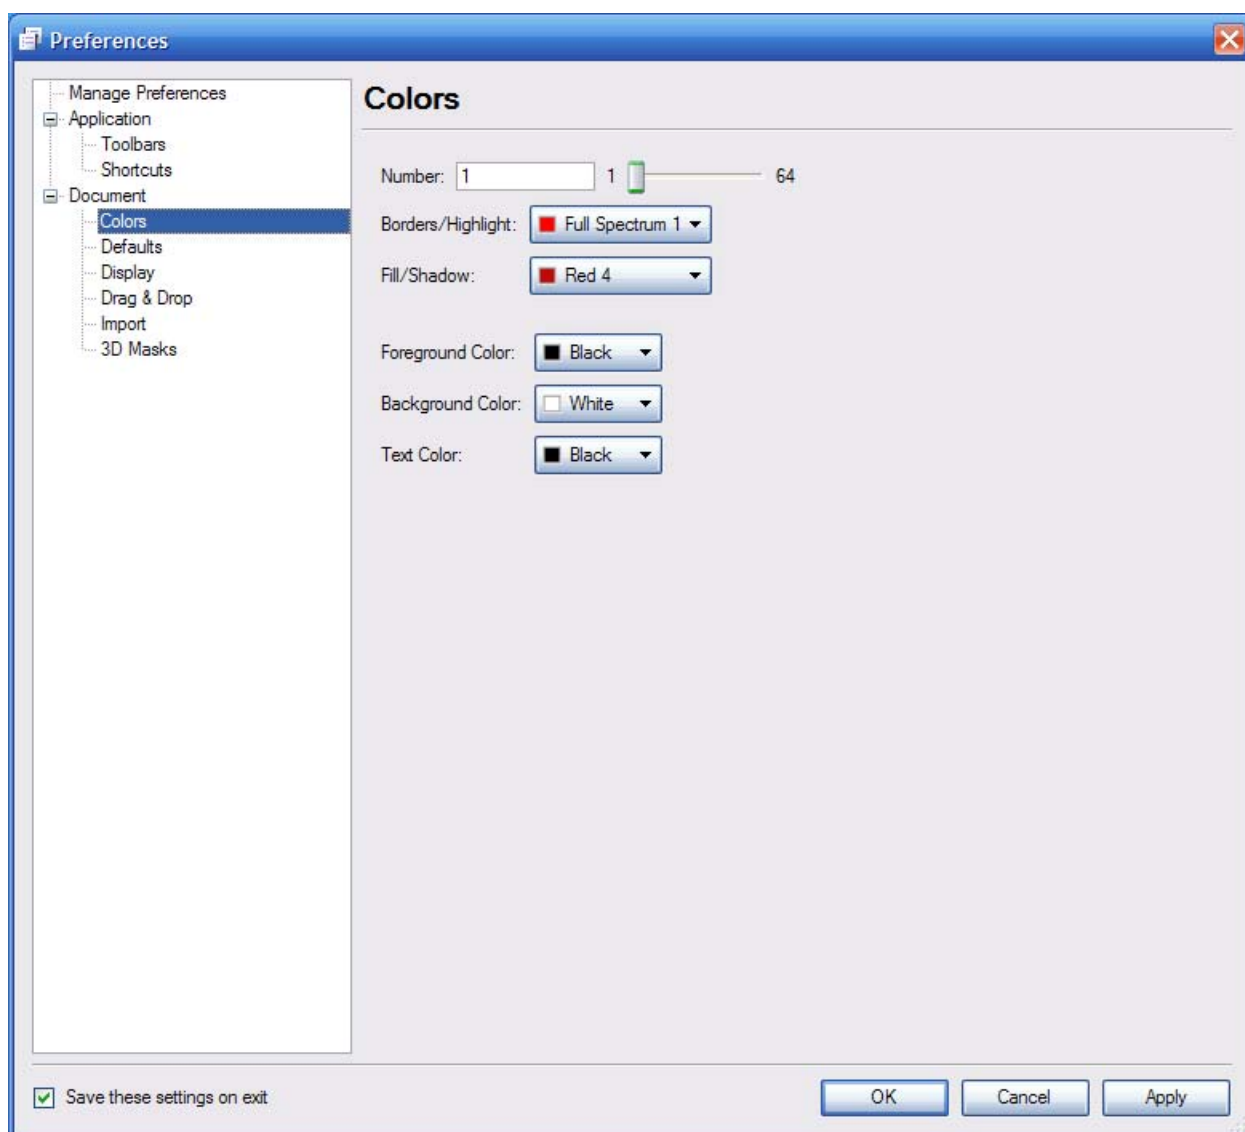 Preferences
Manage Preferences
Application
Toolbars
Shortcuts
Document
Colors
Defaults
Display
Drag & Drop
Import
3D Masks
Colors
Number: 1 1 64
Borders/Highlight: Full Spectrum 1
Fill/Shadow: Red 4
Foreground Color: Black
Background Color: White
Text Color: Black
Save these settings on exit OK Cancel Apply